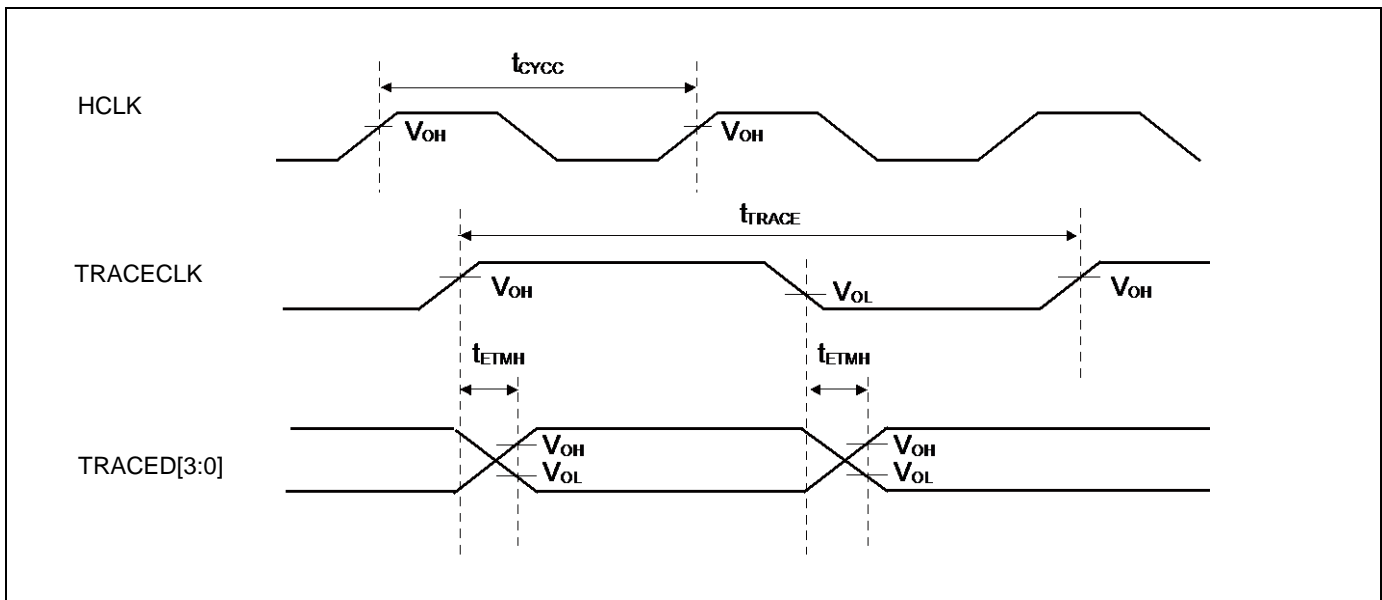 tCYCC
HCLK
VOH VOH
tTRACE
TRACECLK
VOH VOL VOH
tETMH tETMH
TRACED[3:0]
VOH VOH
VOL VOL